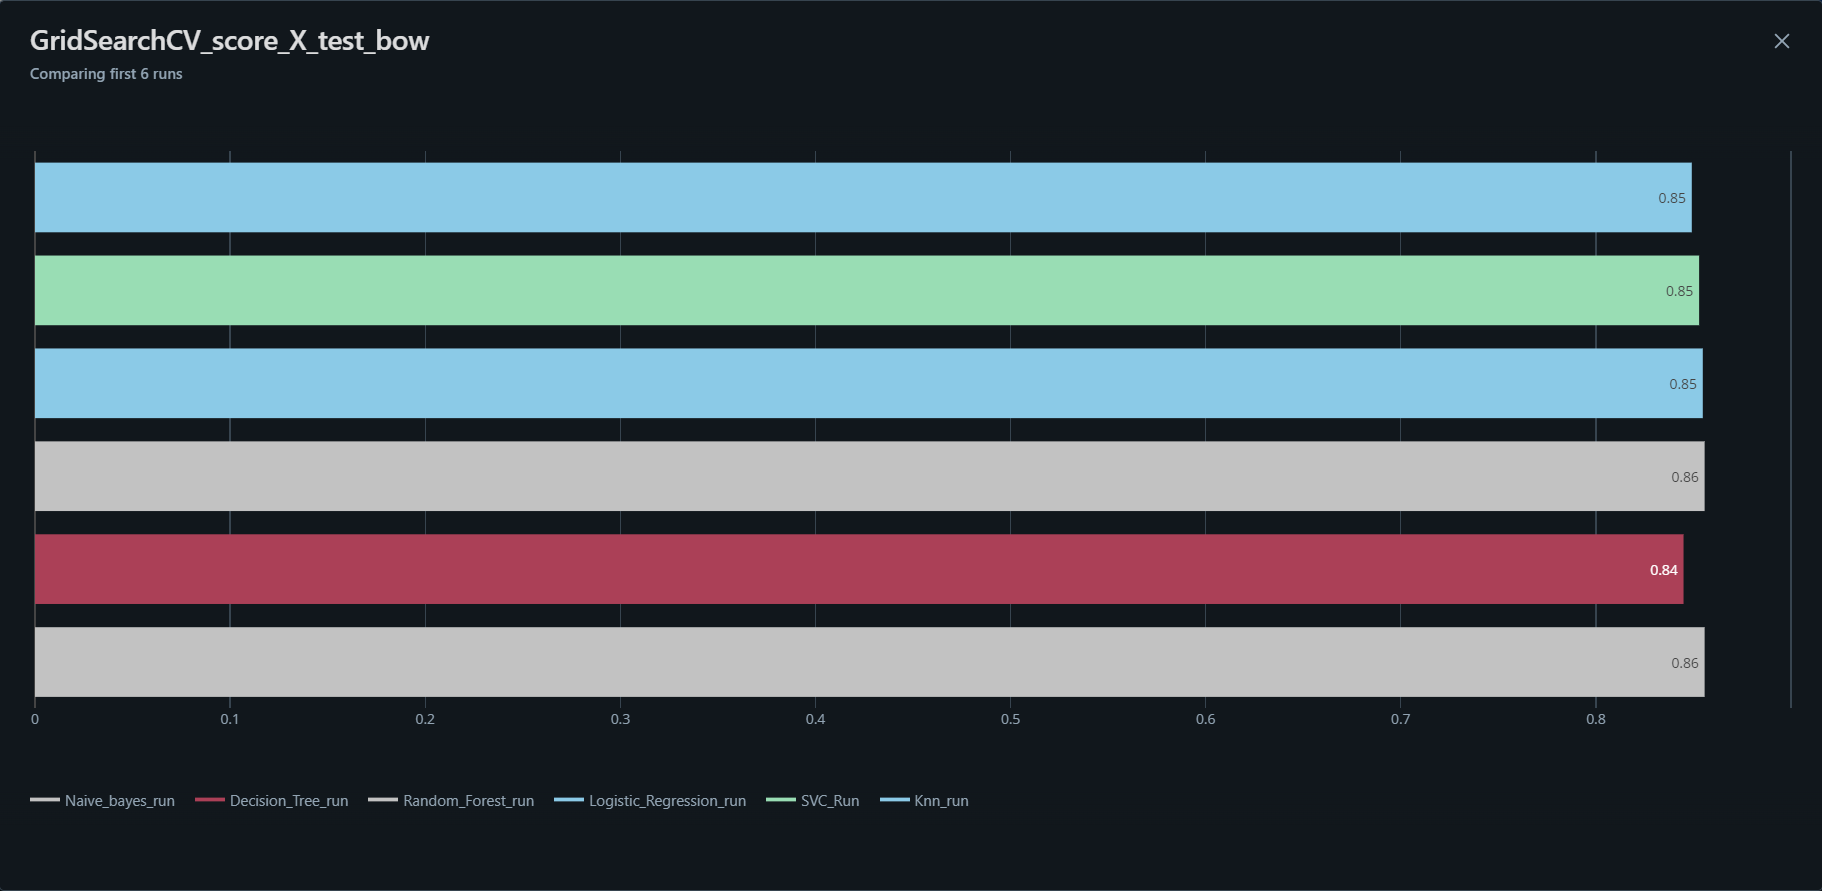 GridSearchCV_score_X_test_bow
Comparing first 6 runs
0.85
0.85
0.85
0.86
0.84
0.86
0 0.1 0.2 0.3 0.4 0.5 0.6 0.7 0.8
Naive_bayes_run Decision_Tree_run Random_Forest_run Logistic_Regression_run SVC_Run Knn_run